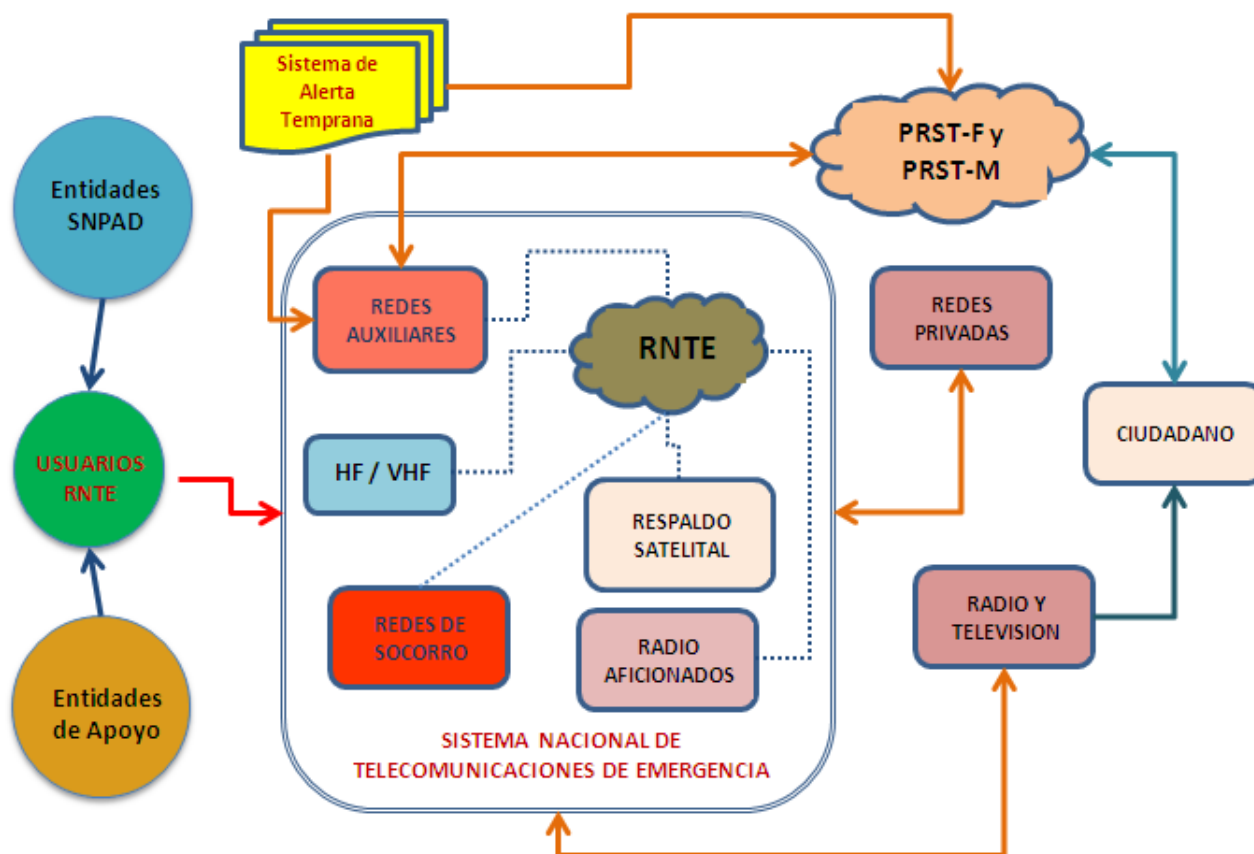 Sistema de
Alerta
Temprana
PRST-F y
PRST-M
Entidades
SNPAD
REDES
AUXILIARES
RNTE
REDES
PRIVADAS
CIUDADANO
USUARIOS
RNTE
HF / VHF
RESPALDO
SATELITAL
REDES DE
SOCORRO
RADIO
AFICIONADOS
RADIO Y
TELEVISION
Entidades
de Apoyo
SISTEMA NACIONAL DE
TELECOMUNICACIONES DE EMERGENCIA